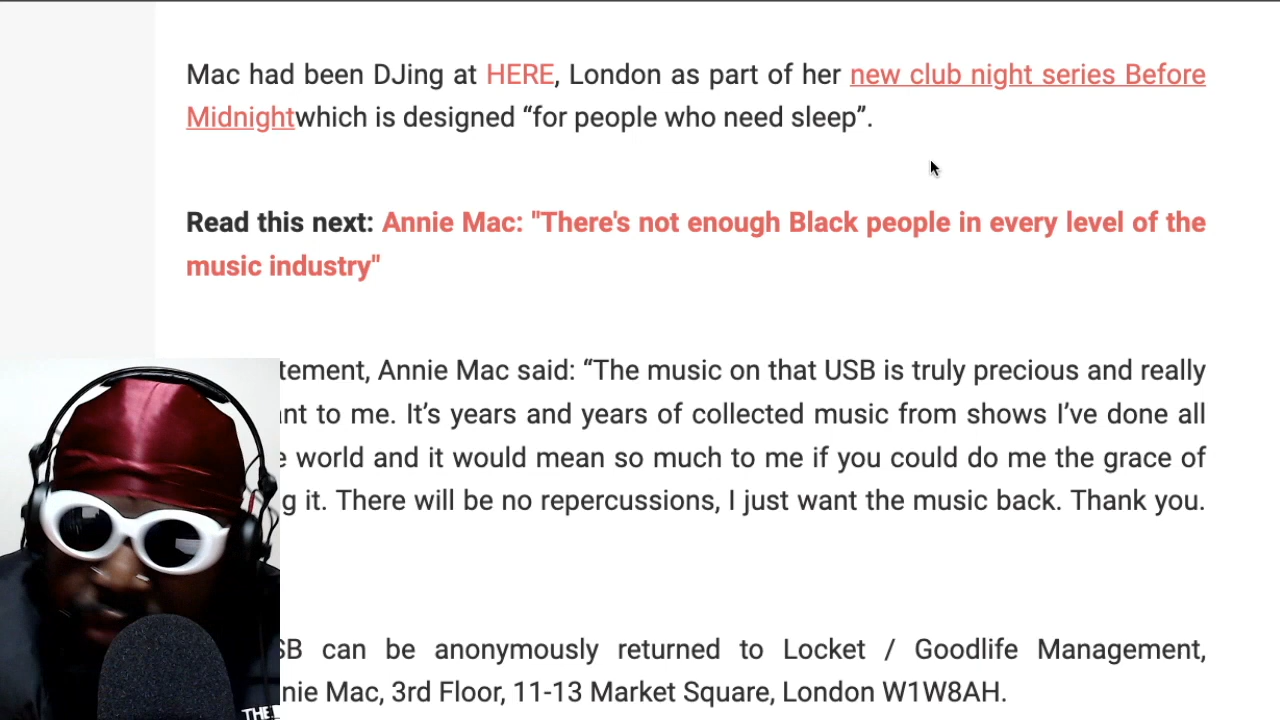 Mac had been DJing at HERE, London as part of her new club night series Before
Midnightwhich is designed “for people who need sleep”.
Read this next: Annie Mac: "There's not enough Black people in every level of the
music industry"
tement, Annie Mac said: “The music on that USB is truly precious and really
nt to me. It’s years and years of collected music from shows I’ve done all
e world and it would mean so much to me if you could do me the grace of
g it. There will be no repercussions, I just want the music back. Thank you.
SB can be anonymously returned to Locket / Goodlife Management,
nie Mac, 3rd Floor, 11-13 Market Square, London W1W8AH.
THE